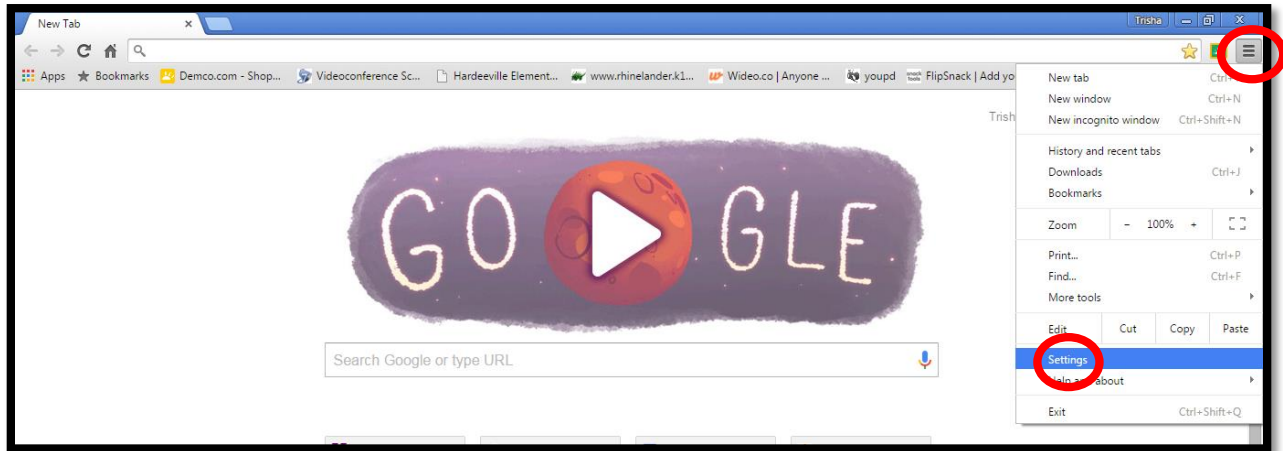 New Tab
Trisha
Apps Bookmarks Demco.com - Shop... Videoconference Sc... Hardeeville Element... www.rhinelander.k1... Wideo.co | Anyone ... youpd FlipSnack | Add yo
Trish
GO GLE
Search Google or type URL
New tab
New window Ctrl+N
New incognito window Ctrl+Shift+N
History and recent tabs
Downloads Ctrl+J
Bookmarks
Zoom - 100% +
Print... Ctrl+P
Find... Ctrl+F
More tools
Edit Cut Copy Paste
Settings
Help and about
Exit Ctrl+Shift+Q